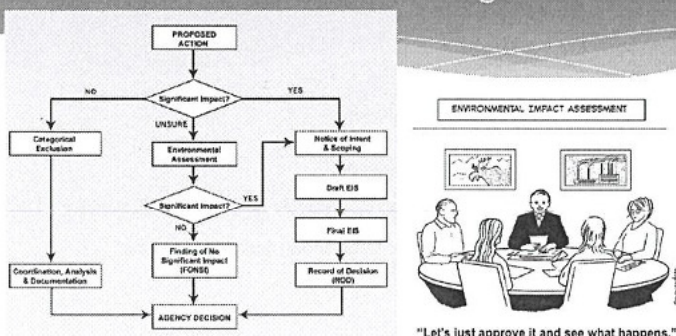 PROPOSED
ACTION
NO
Significant Impact?
YES
UNSURE
Categorical
Exclusion
Environmental
Assessment
Notice of Intent
& Scoping
Significant Impact?
YES
NO
Draft EIS
Final EIS
Finding of No
Significant Impact
(FONSI)
Coordination, Analysis
& Documentation
Record of Decision
(ROD)
AGENCY DECISION
ENVIRONMENTAL IMPACT ASSESSMENT
"Let's just approve it and see what happens."